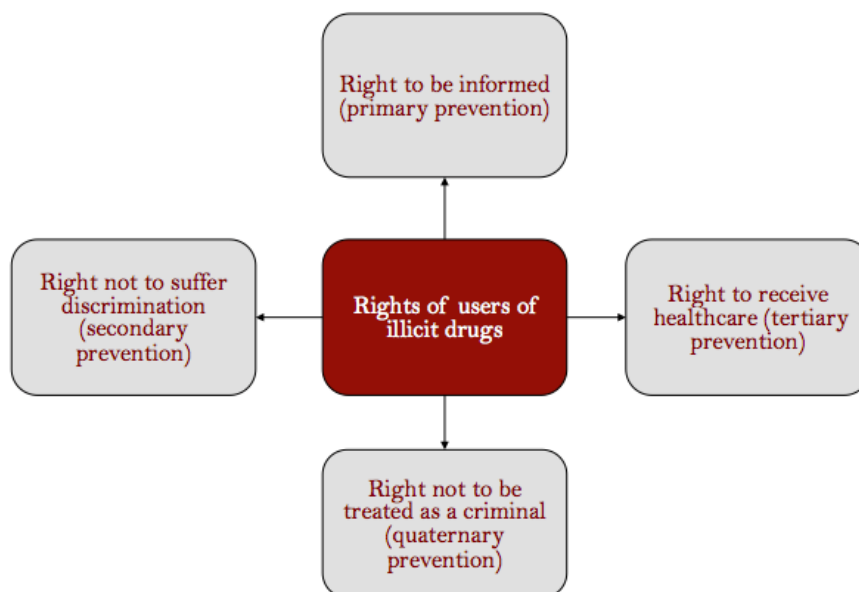 Right to be informed
(primary prevention)
Right not to suffer
discrimination
(secondary
prevention)
Rights of users of
illicit drugs
Right to receive
healthcare (tertiary
prevention)
Right not to be
treated as a criminal
(quaternary
prevention)